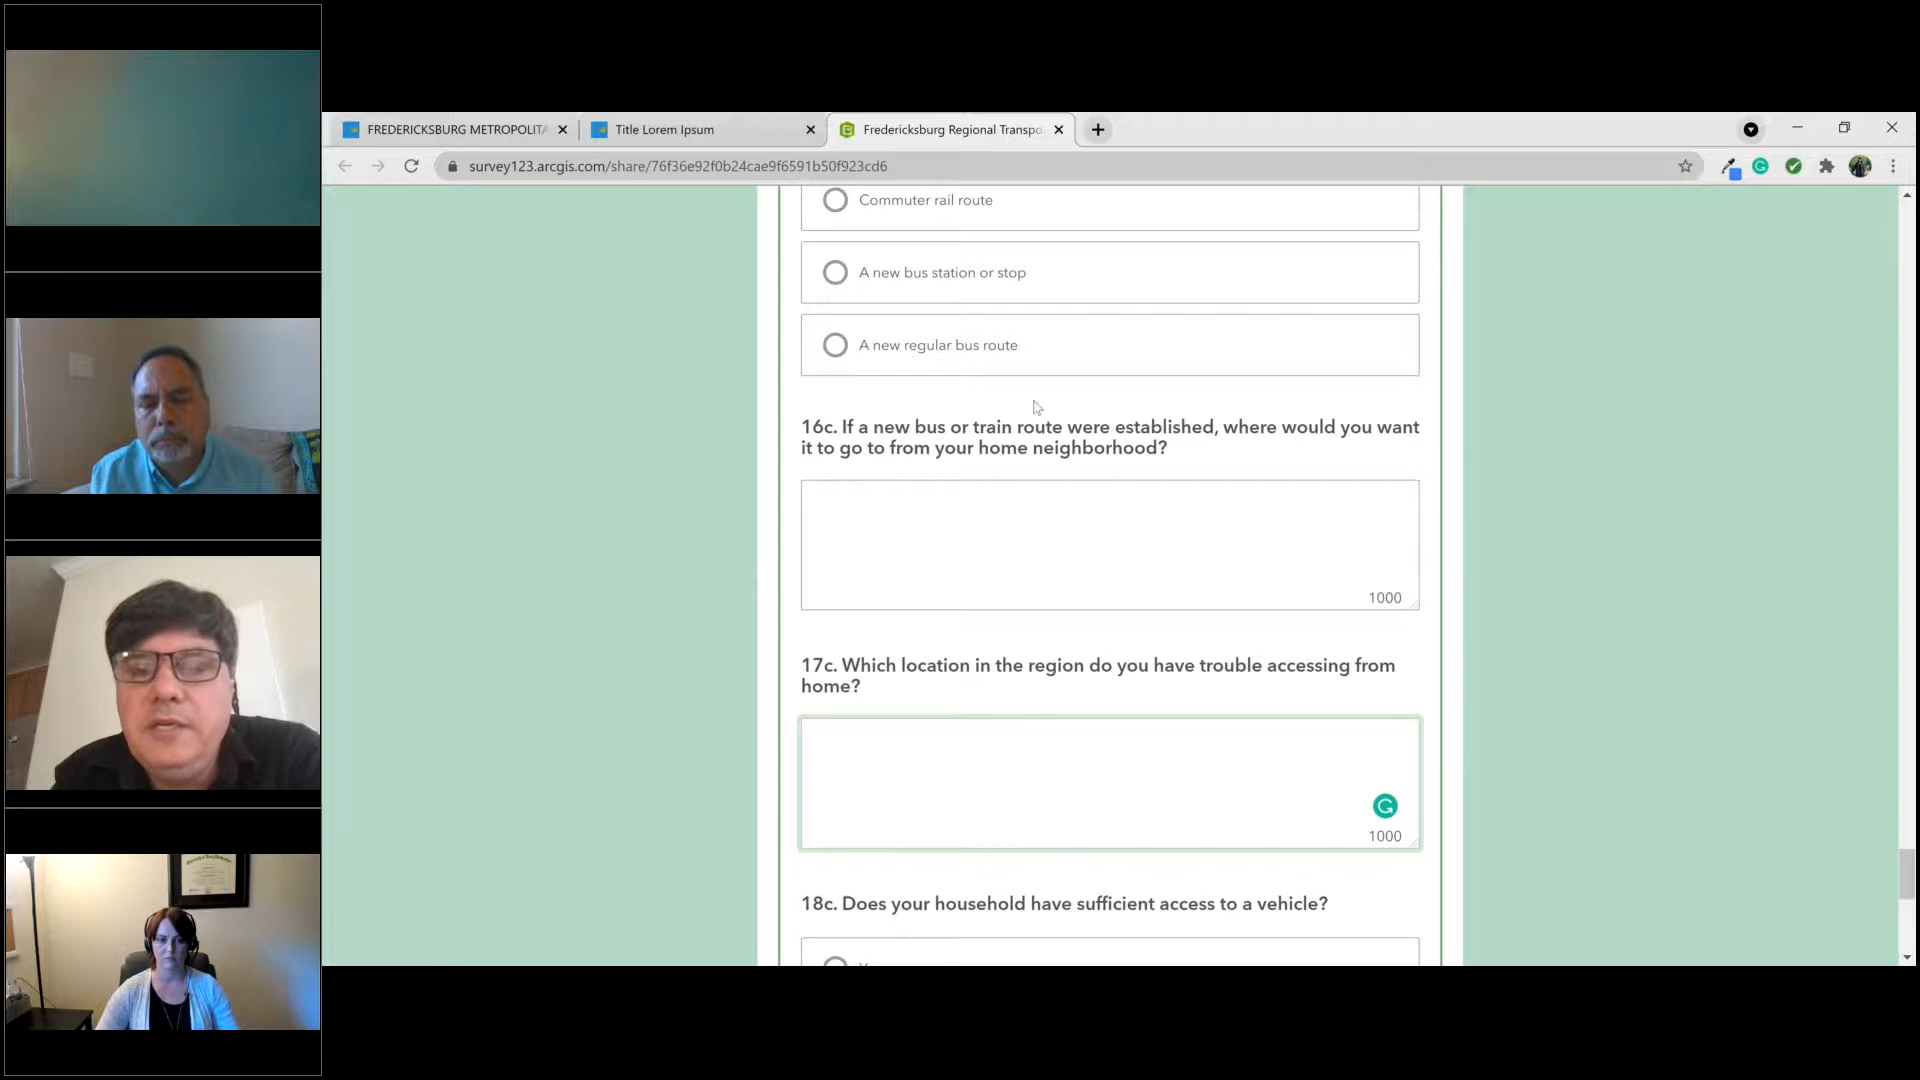 FREDERICKSBURG METROPOLITA
Title Lorem Ipsum
Fredericksburg Regional Transpo
survey123.arcgis.com/share/76f36e92f0b24cae9f6591b50f923cd6
Commuter rail route
A new bus station or stop
A new regular bus route
16c. If a new bus or train route were established, where would you want
it to go to from your home neighborhood?
1000
17c. Which location in the region do you have trouble accessing from
home?
1000
18c. Does your household have sufficient access to a vehicle?